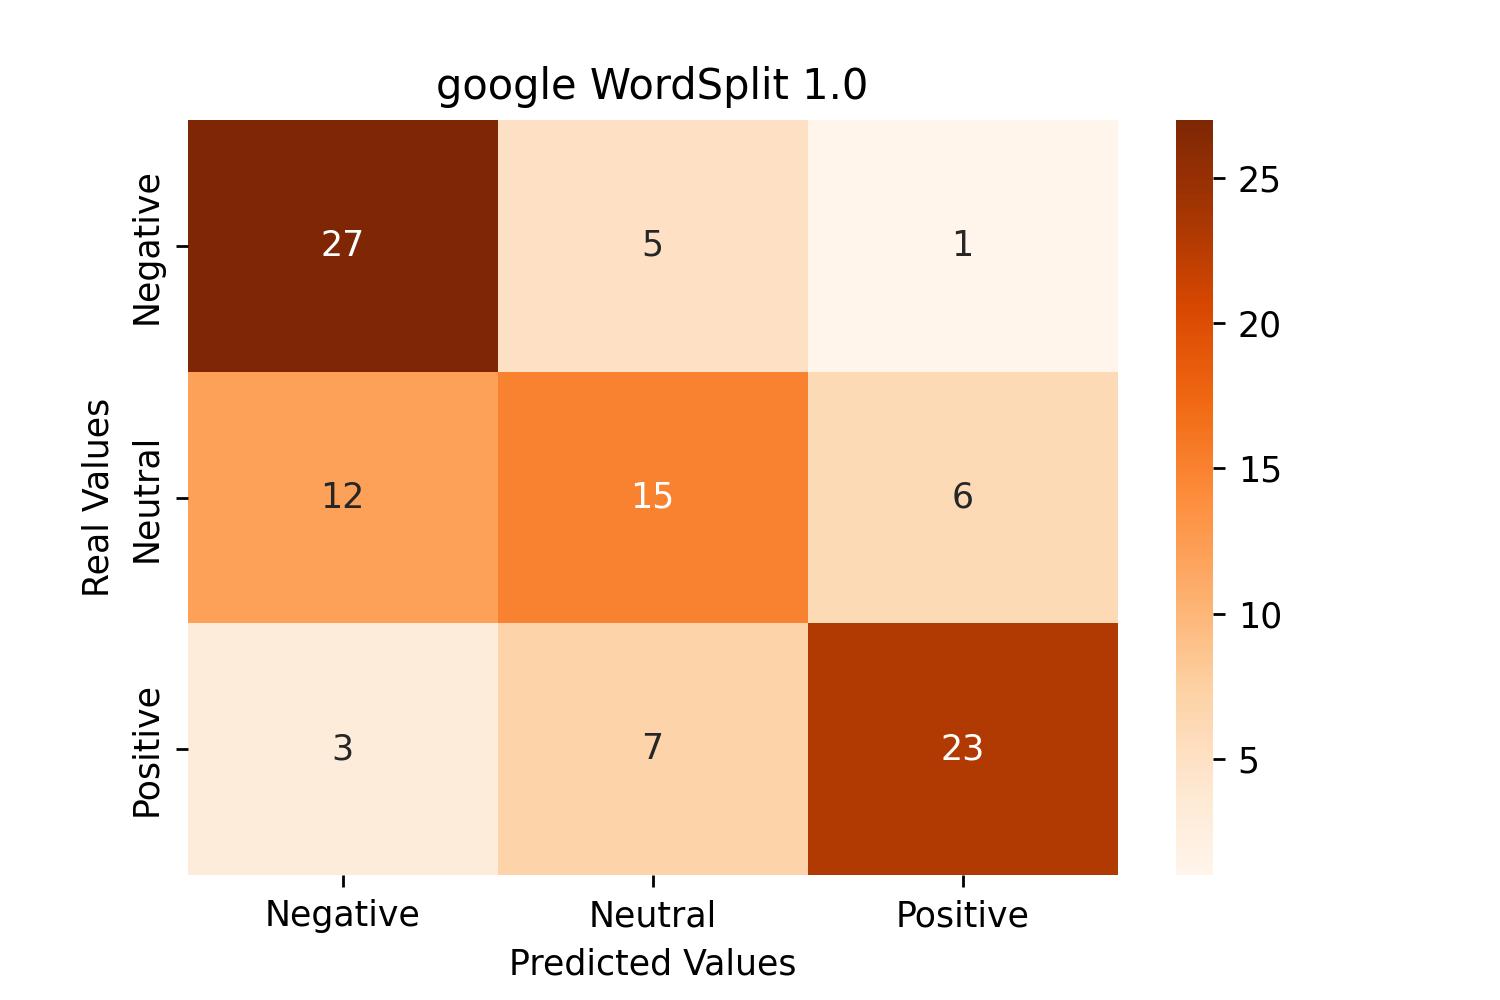 google WordSplit 1.0
Real Values
Negative
27 5 1
Neutral
12 15 6
Positive
3 7 23
Negative Neutral Positive
Predicted Values
25
20
15
10
5